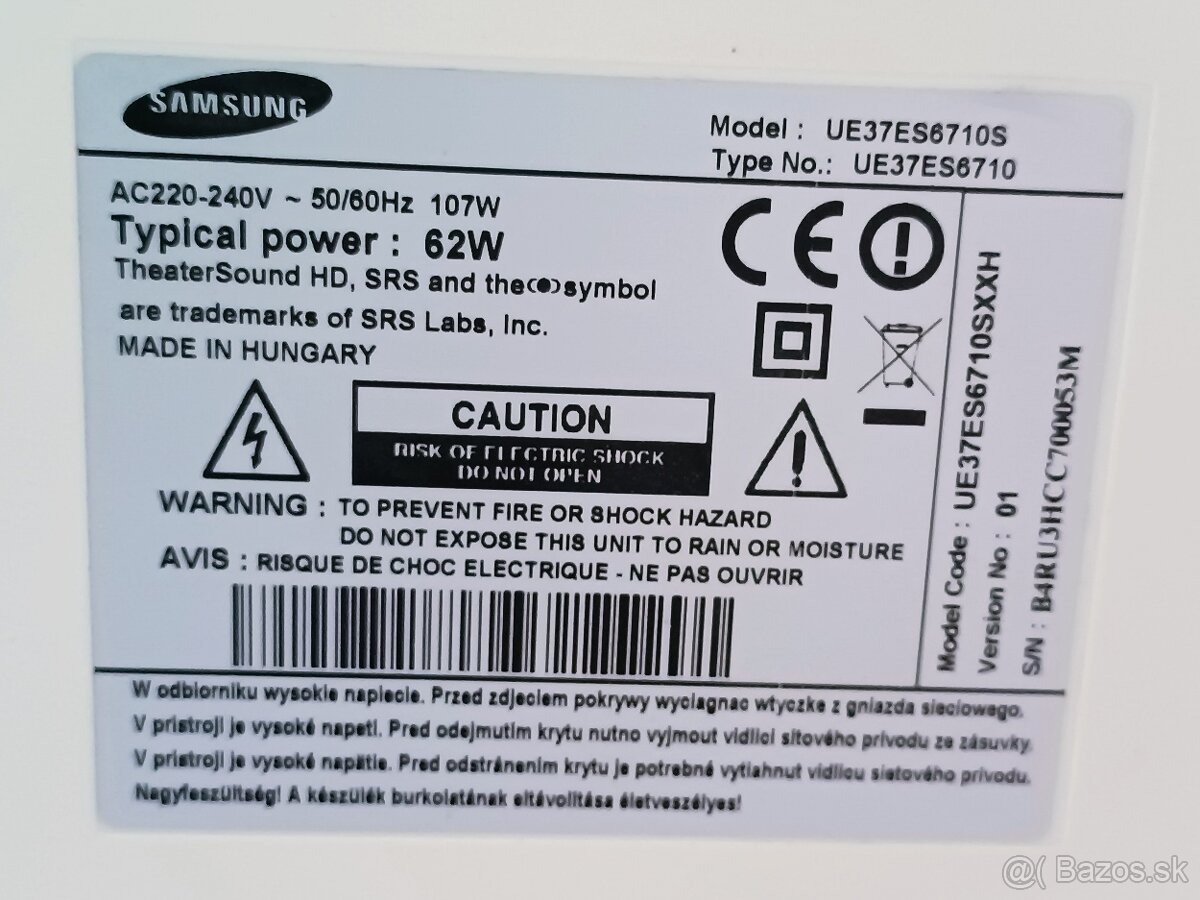 SAMSUNG
Model : UE37ES6710S
Type No.: UE37ES6710
AC220-240V ~ 50/60Hz 107W
Typical power : 62W
TheaterSound HD, SRS and the(●)symbol
are trademarks of SRS Labs, Inc.
MADE IN HUNGARY
CE
CAUTION
RISK OF ELECTRIC SHOCK
DO NOT OPEN
WARNING : TO PREVENT FIRE OR SHOCK HAZARD
DO NOT EXPOSE THIS UNIT TO RAIN OR MOISTURE
AVIS : RISQUE DE CHOC ELECTRIQUE - NE PAS OUVRIR
Model Code : UE37ES6710SXXH
Version No : 01
S/N : B4RU3HCC700053M
W odbiorniku wysokie napiecie. Przed zdjeciem pokrywy wyciagnac wtyczke z gniazda sieciowego.
V pristroji je vysoké napeti. Pred odejmutim krytu nutno vyjmout vidlici sitového privodu ze zásuvky.
V pristroji je vysoké napätie. Pred odstránenim krytu je potrebné vytiahnut vidlicu sietového privodu.
Nagyfeszültség! A készülék burkolatának eltávolitása életveszélyes!
@( Bazos.sk